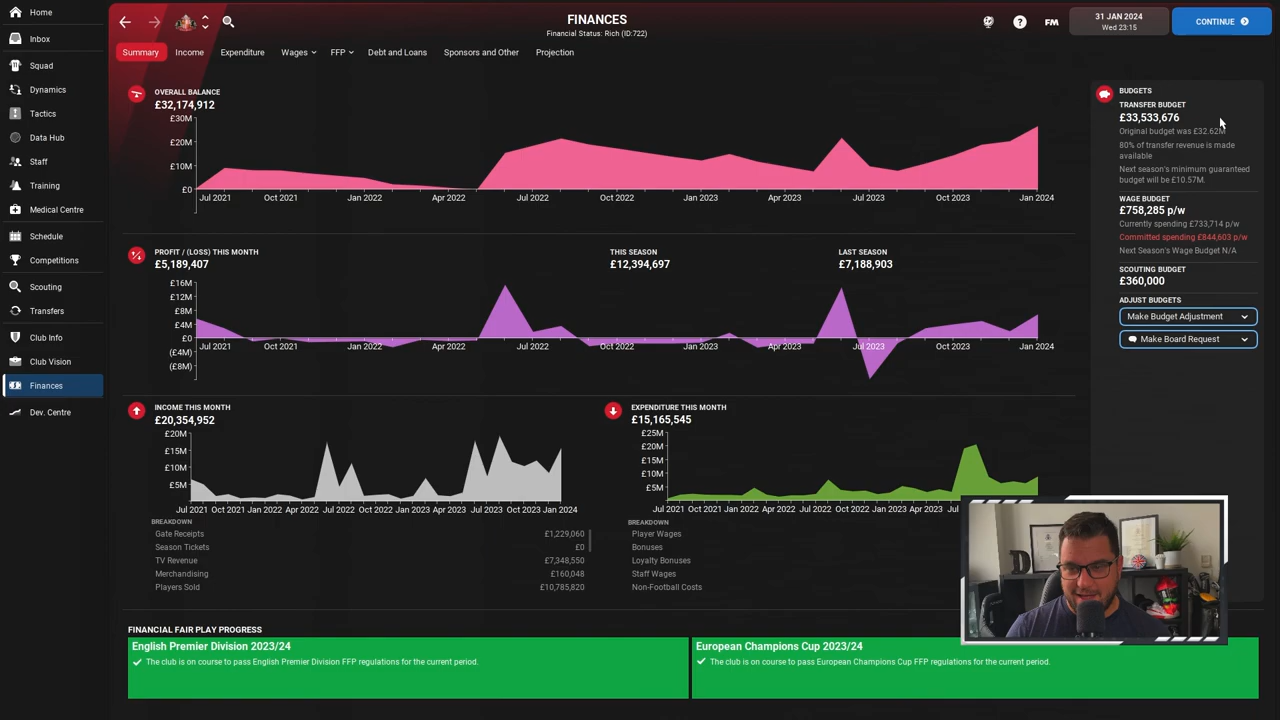 Home
Inbox
Squad
Dynamics
Tactics
Data Hub
Staff
Training
Medical Centre
Schedule
Competitions
Scouting
Transfers
Club Info
Club Vision
Finances
Dev. Centre
FINANCES
Financial Status: Rich (ID:722)
FM
31 JAN 2024
Wed 23:15
CONTINUE
Summary
Income
Expenditure
Wages
FFP
Debt and Loans
Sponsors and Other
Projection
OVERALL BALANCE
£32,174,912
£30M
£20M
£10M
£0
Jul 2021 Oct 2021 Jan 2022 Apr 2022 Jul 2022 Oct 2022 Jan 2023 Apr 2023 Jul 2023 Oct 2023 Jan 2024
PROFIT / (LOSS) THIS MONTH
£5,189,407
THIS SEASON
£12,394,697
LAST SEASON
£7,188,903
£16M
£12M
£8M
£4M
£0
(£4M)
(£8M)
Jul 2021 Oct 2021 Jan 2022 Apr 2022 Jul 2022 Oct 2022 Jan 2023 Apr 2023 Jul 2023 Oct 2023 Jan 2024
INCOME THIS MONTH
£20,354,952
£20M
£15M
£10M
£5M
Jul 2021 Oct 2021 Jan 2022 Apr 2022 Jul 2022 Oct 2022 Jan 2023 Apr 2023 Jul 2023 Oct 2023 Jan 2024
BREAKDOWN
Gate Receipts £1,229,060
Season Tickets £0
TV Revenue £7,348,550
Merchandising £160,048
Players Sold £10,785,820
EXPENDITURE THIS MONTH
£15,165,545
£25M
£20M
£15M
£10M
£5M
Jul 2021 Oct 2021 Jan 2022 Apr 2022 Jul 2022 Oct 2022 Jan 2023 Apr 2023 Jul
BREAKDOWN
Player Wages
Bonuses
Loyalty Bonuses
Staff Wages
Non-Football Costs
BUDGETS
TRANSFER BUDGET
£33,533,676
Original budget was £32.62M
80% of transfer revenue is made
available
Next season's minimum guaranteed
budget will be £10.57M.
WAGE BUDGET
£758,285 p/w
Currently spending £733,714 p/w
Committed spending £844,603 p/w
Next Season's Wage Budget N/A
SCOUTING BUDGET
£360,000
ADJUST BUDGETS
Make Budget Adjustment
Make Board Request
FINANCIAL FAIR PLAY PROGRESS
English Premier Division 2023/24
The club is on course to pass English Premier Division FFP regulations for the current period.
European Champions Cup 2023/24
The club is on course to pass European Champions Cup FFP regulations for the current period.